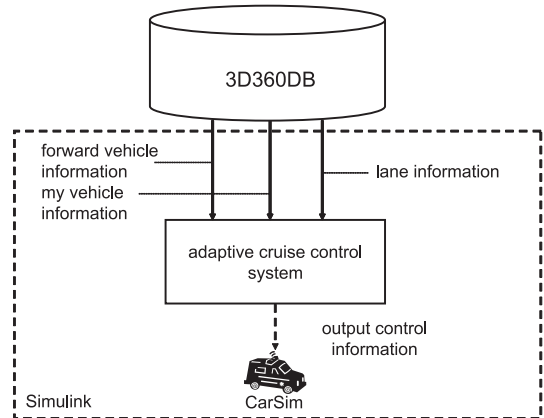 3D360DB
forward vehicle
information
my vehicle
information
lane information
adaptive cruise control
system
output control
information
Simulink
CarSim